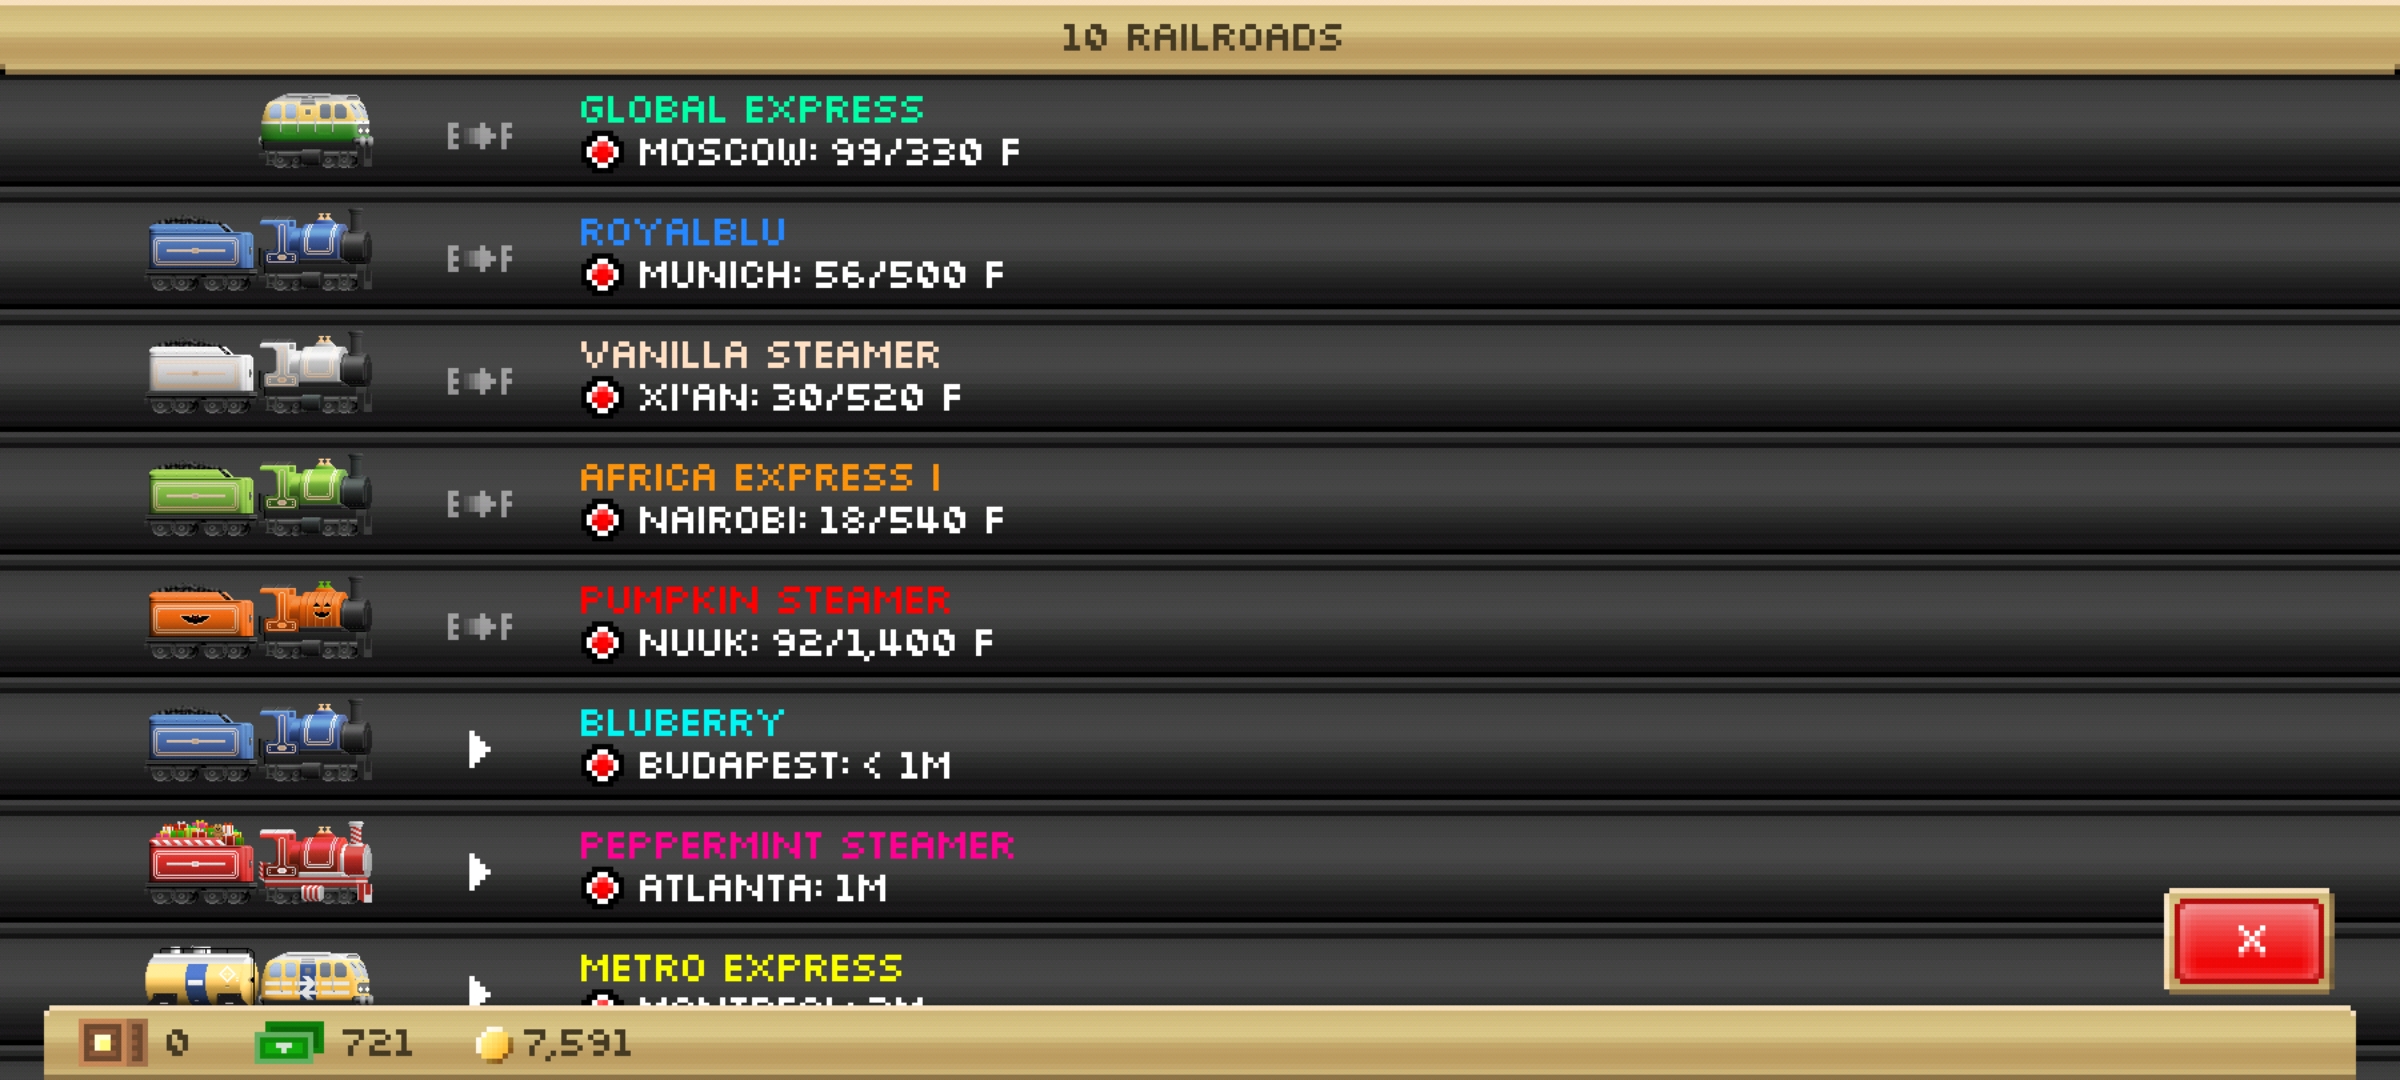 10 RAILROADS
GLOBAL EXPRESS
E F
MOSCOW: 99/330 F
ROYALBLU
E F
MUNICH: 56/500 F
VANILLA STEAMER
E F
XI'AN: 30/520 F
AFRICA EXPRESS I
E F
NAIROBI: 18/540 F
PUMPKIN STEAMER
E F
NUUK: 92/1,400 F
BLUBERRY
BUDAPEST: < 1M
PEPPERMINT STEAMER
ATLANTA: 1M
X
METRO EXPRESS
0 721 7,591